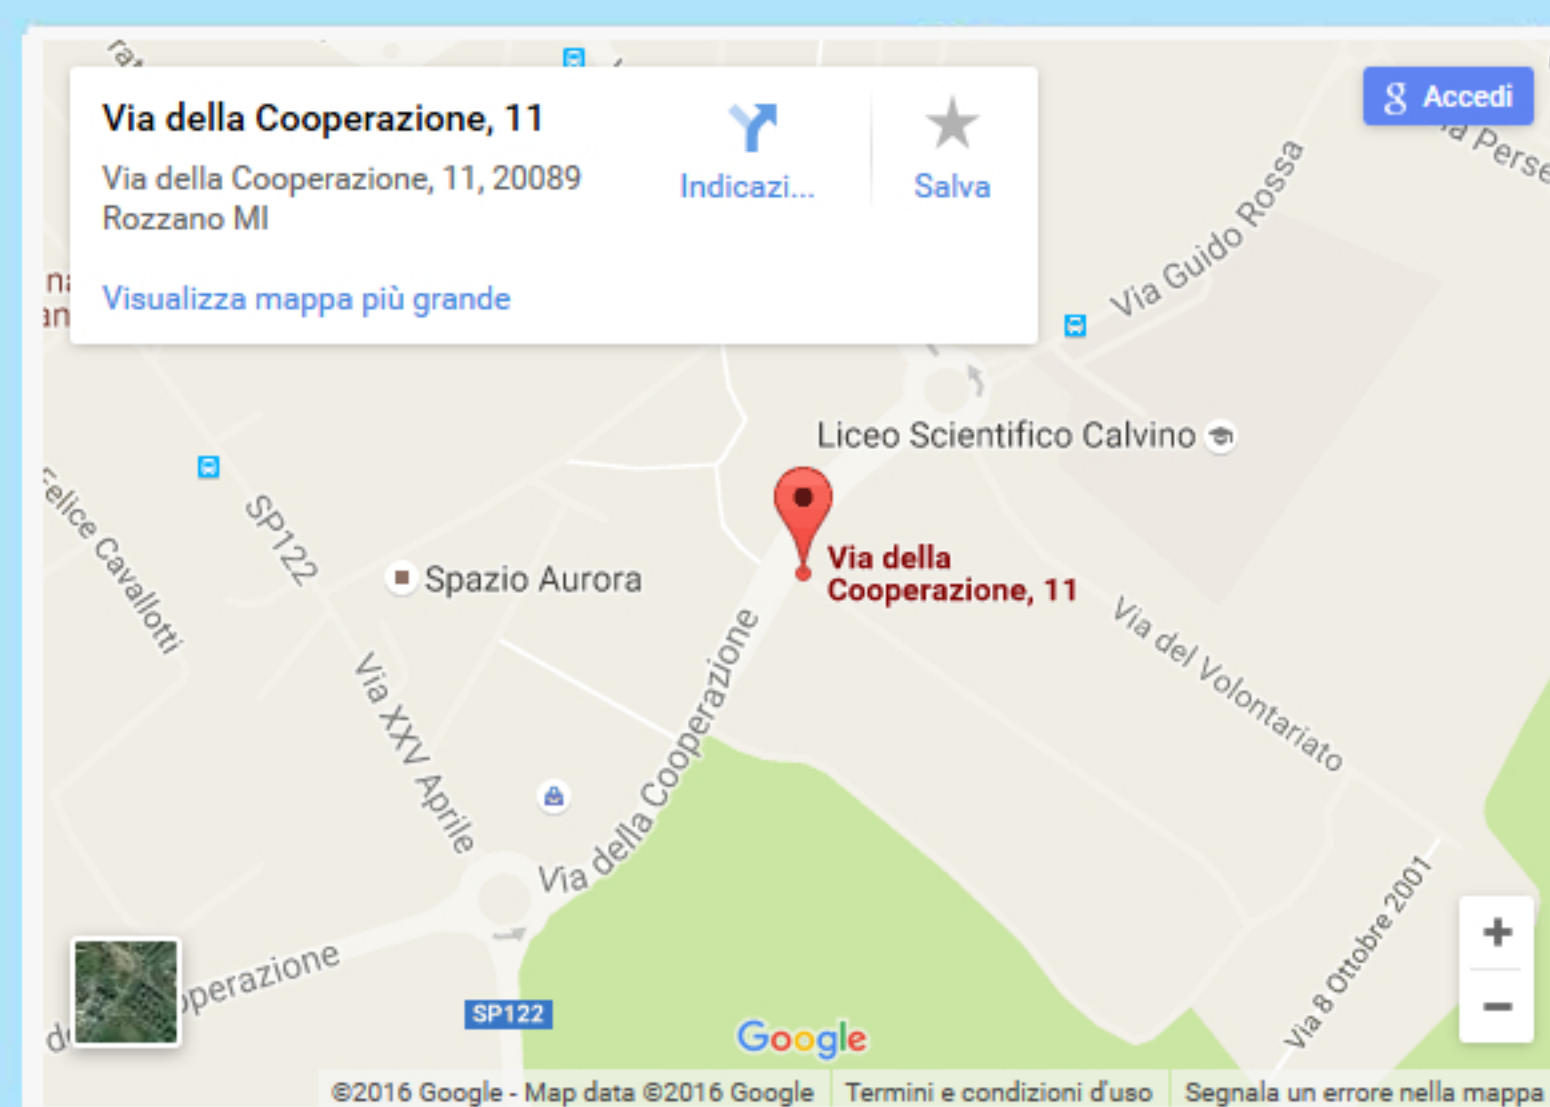 Via della Cooperazione, 11
Via della Cooperazione, 11, 20089
Rozzano MI
Indicazi...
Salva
Visualizza mappa più grande
Accedi
Via Guido Rossa
Liceo Scientifico Calvino
Felice Cavallotti
SP122
Spazio Aurora
Via della
Cooperazione, 11
Via del Volontariato
Via XXV Aprile
Via della Cooperazione
Via 8 Ottobre 2001
SP122
Google
©2016 Google - Map data ©2016 Google
Termini e condizioni d'uso
Segnala un errore nella mappa